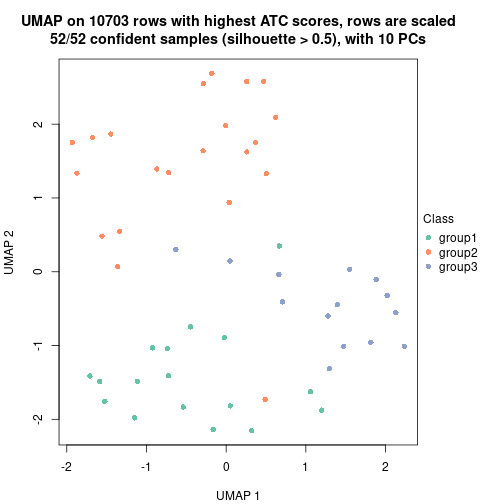 UMAP on 10703 rows with highest ATC scores, rows are scaled
52/52 confident samples (silhouette > 0.5), with 10 PCs
Class
group1
group2
group3
UMAP 2
2
1
0
-1
-2
-2 -1 0 1 2
UMAP 1